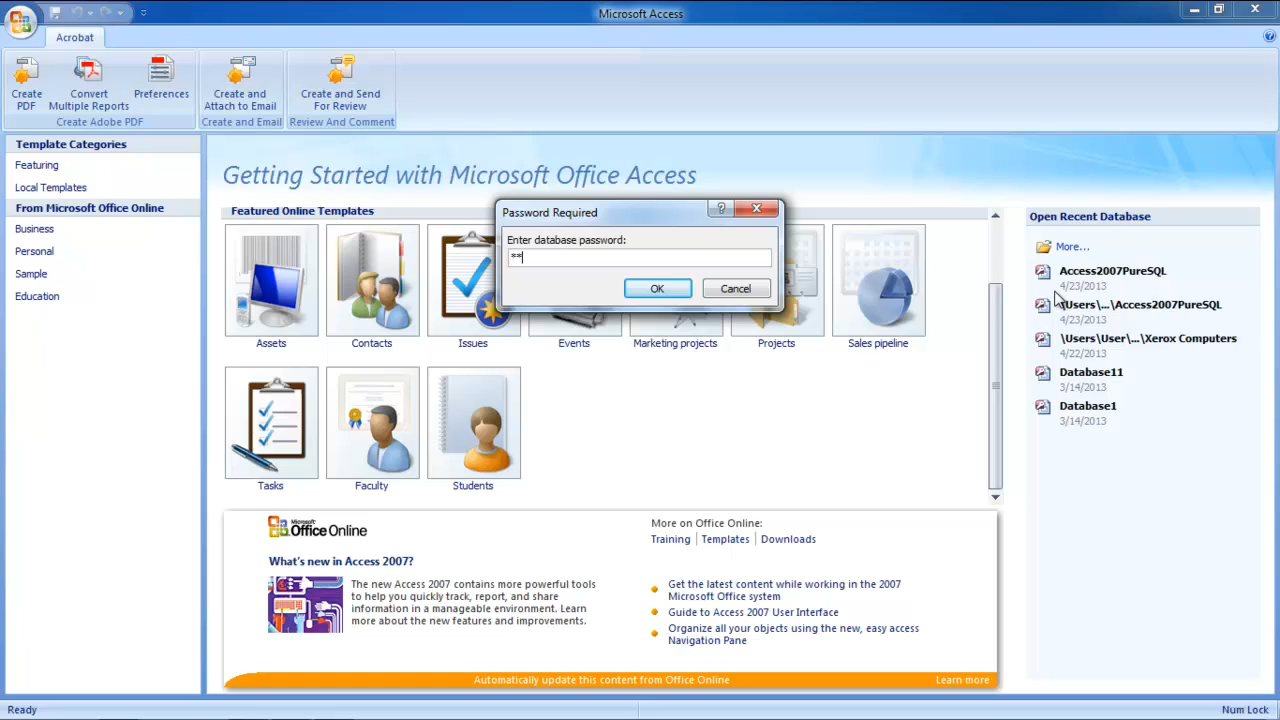 Microsoft Access
Acrobat
Create PDF
Convert Multiple Reports
Preferences
Create and Attach to Email
Create and Send For Review
Create Adobe PDF
Create and Email
Review And Comment
Template Categories
Featuring
Local Templates
From Microsoft Office Online
Business
Personal
Sample
Education
Getting Started with Microsoft Office Access
Featured Online Templates
Password Required
Enter database password:
**
OK
Cancel
Assets
Contacts
Issues
Events
Marketing projects
Projects
Sales pipeline
Tasks
Faculty
Students
Microsoft
Office Online
What's new in Access 2007?
The new Access 2007 contains more powerful tools
to help you quickly track, report, and share
information in a manageable environment. Learn
more about the new features and improvements.
More on Office Online:
Training | Templates | Downloads
Get the latest content while working in the 2007
Microsoft Office system
Guide to Access 2007 User Interface
Organize all your objects using the new, easy access
Navigation Pane
Automatically update this content from Office Online
Learn more
Open Recent Database
More...
Access2007PureSQL
4/23/2013
\Users\...\Access2007PureSQL
4/23/2013
\Users\User\...\Xerox Computers
4/22/2013
Database11
3/14/2013
Database1
3/14/2013
Ready
Num Lock